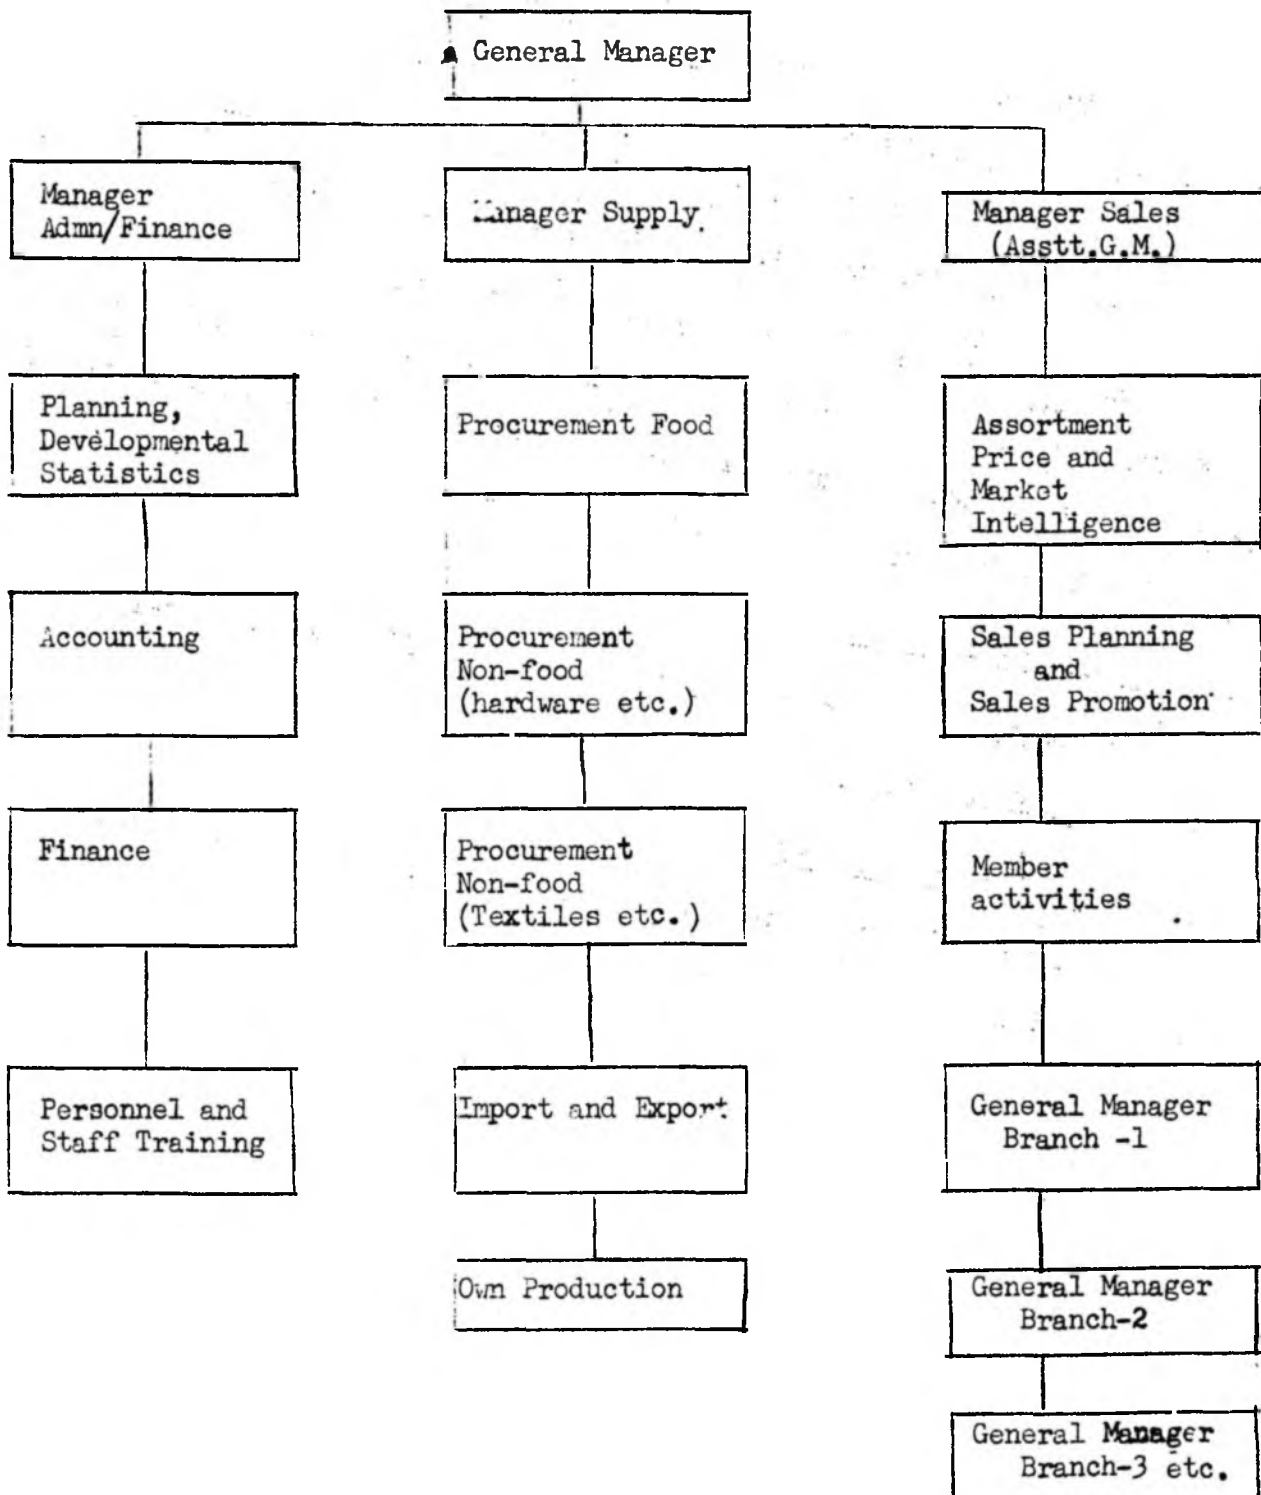 General Manager
Manager
Admn/Finance
Manager Supply
Manager Sales
(Asstt.G.M.)
Planning,
Developmental
Statistics
Procurement Food
Assortment
Price and
Market
Intelligence
Accounting
Procurement
Non-food
(hardware etc.)
Sales Planning
and
Sales Promotion
Finance
Procurement
Non-food
(Textiles etc.)
Member
activities
Personnel and
Staff Training
Import and Export
General Manager
Branch -1
Own Production
General Manager
Branch-2
General Manager
Branch-3 etc.